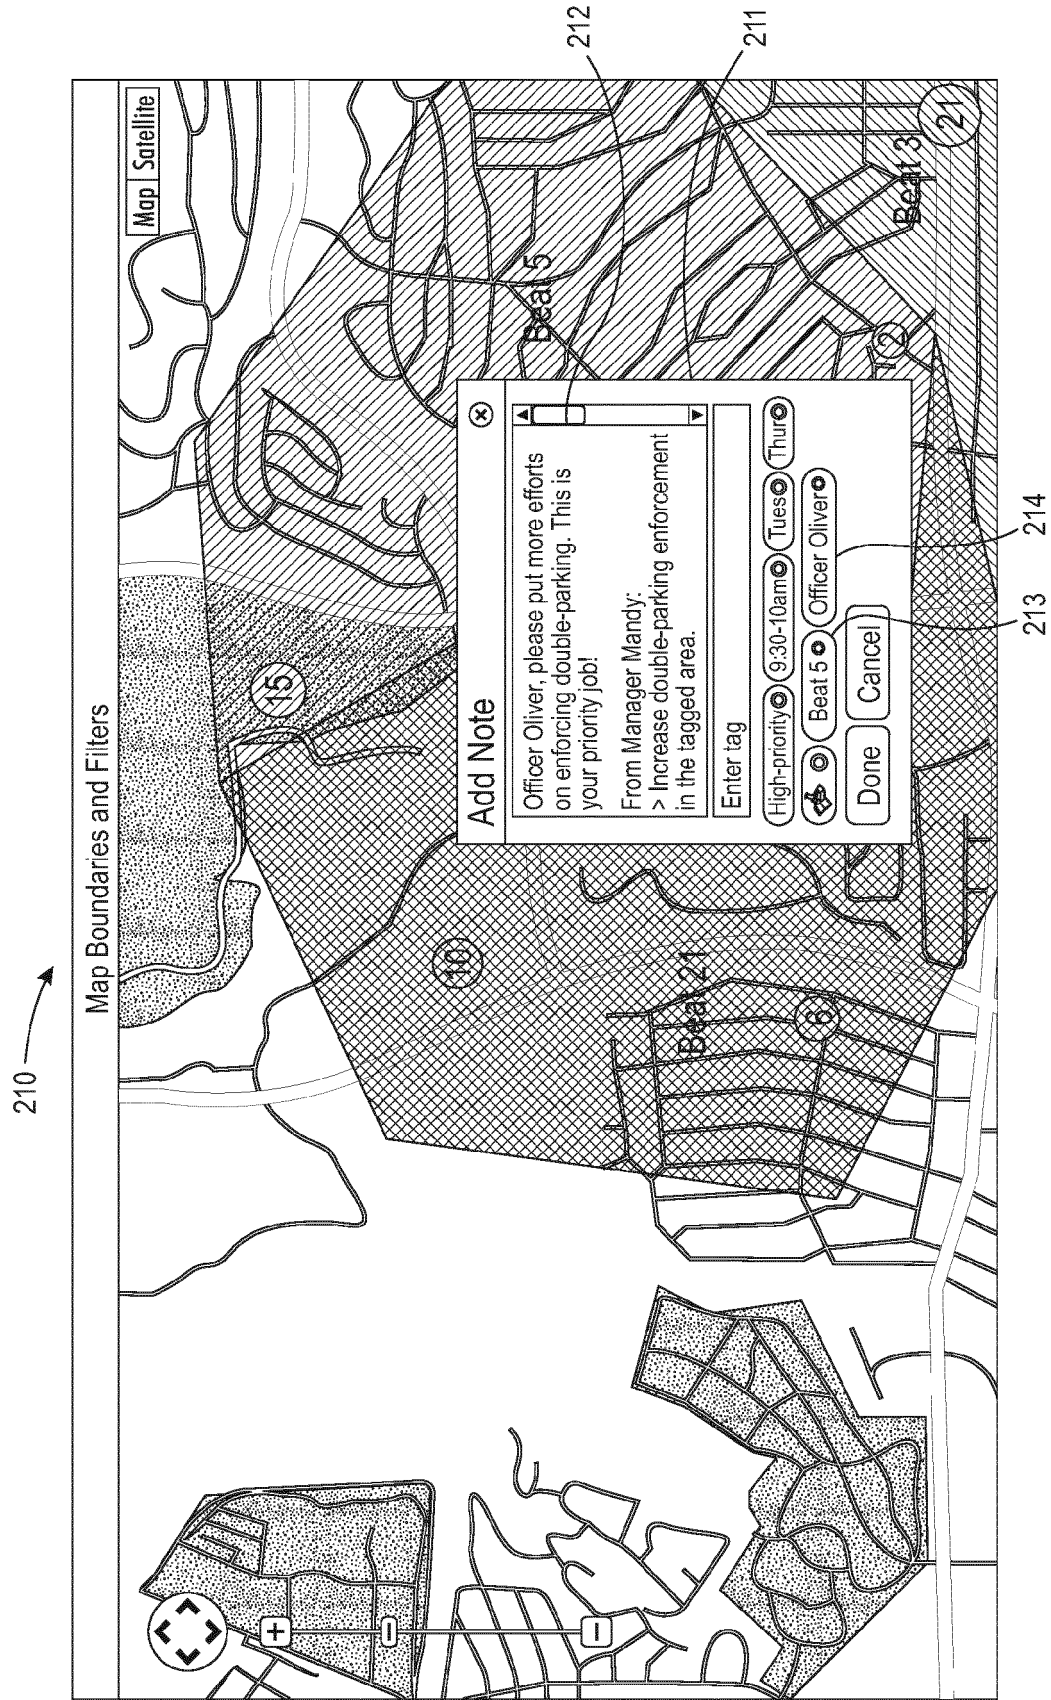 210
Map Boundaries and Filters
Map | Satellite
15
10
Beat 5
Beat 21
6
Beat 3
21
12
Add Note
Officer Oliver, please put more efforts
on enforcing double-parking. This is
your priority job!
From Manager Mandy:
> Increase double-parking enforcement
in the tagged area.
Enter tag
High-priority 9:30-10am Tues Thur
Beat 5 Officer Oliver
Done Cancel
212
211
214
213